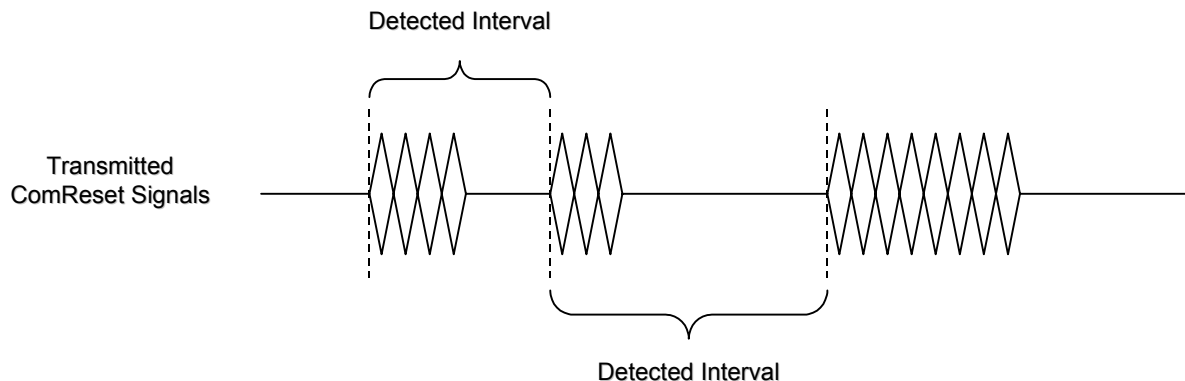 Detected Interval
Transmitted
ComReset Signals
Detected Interval